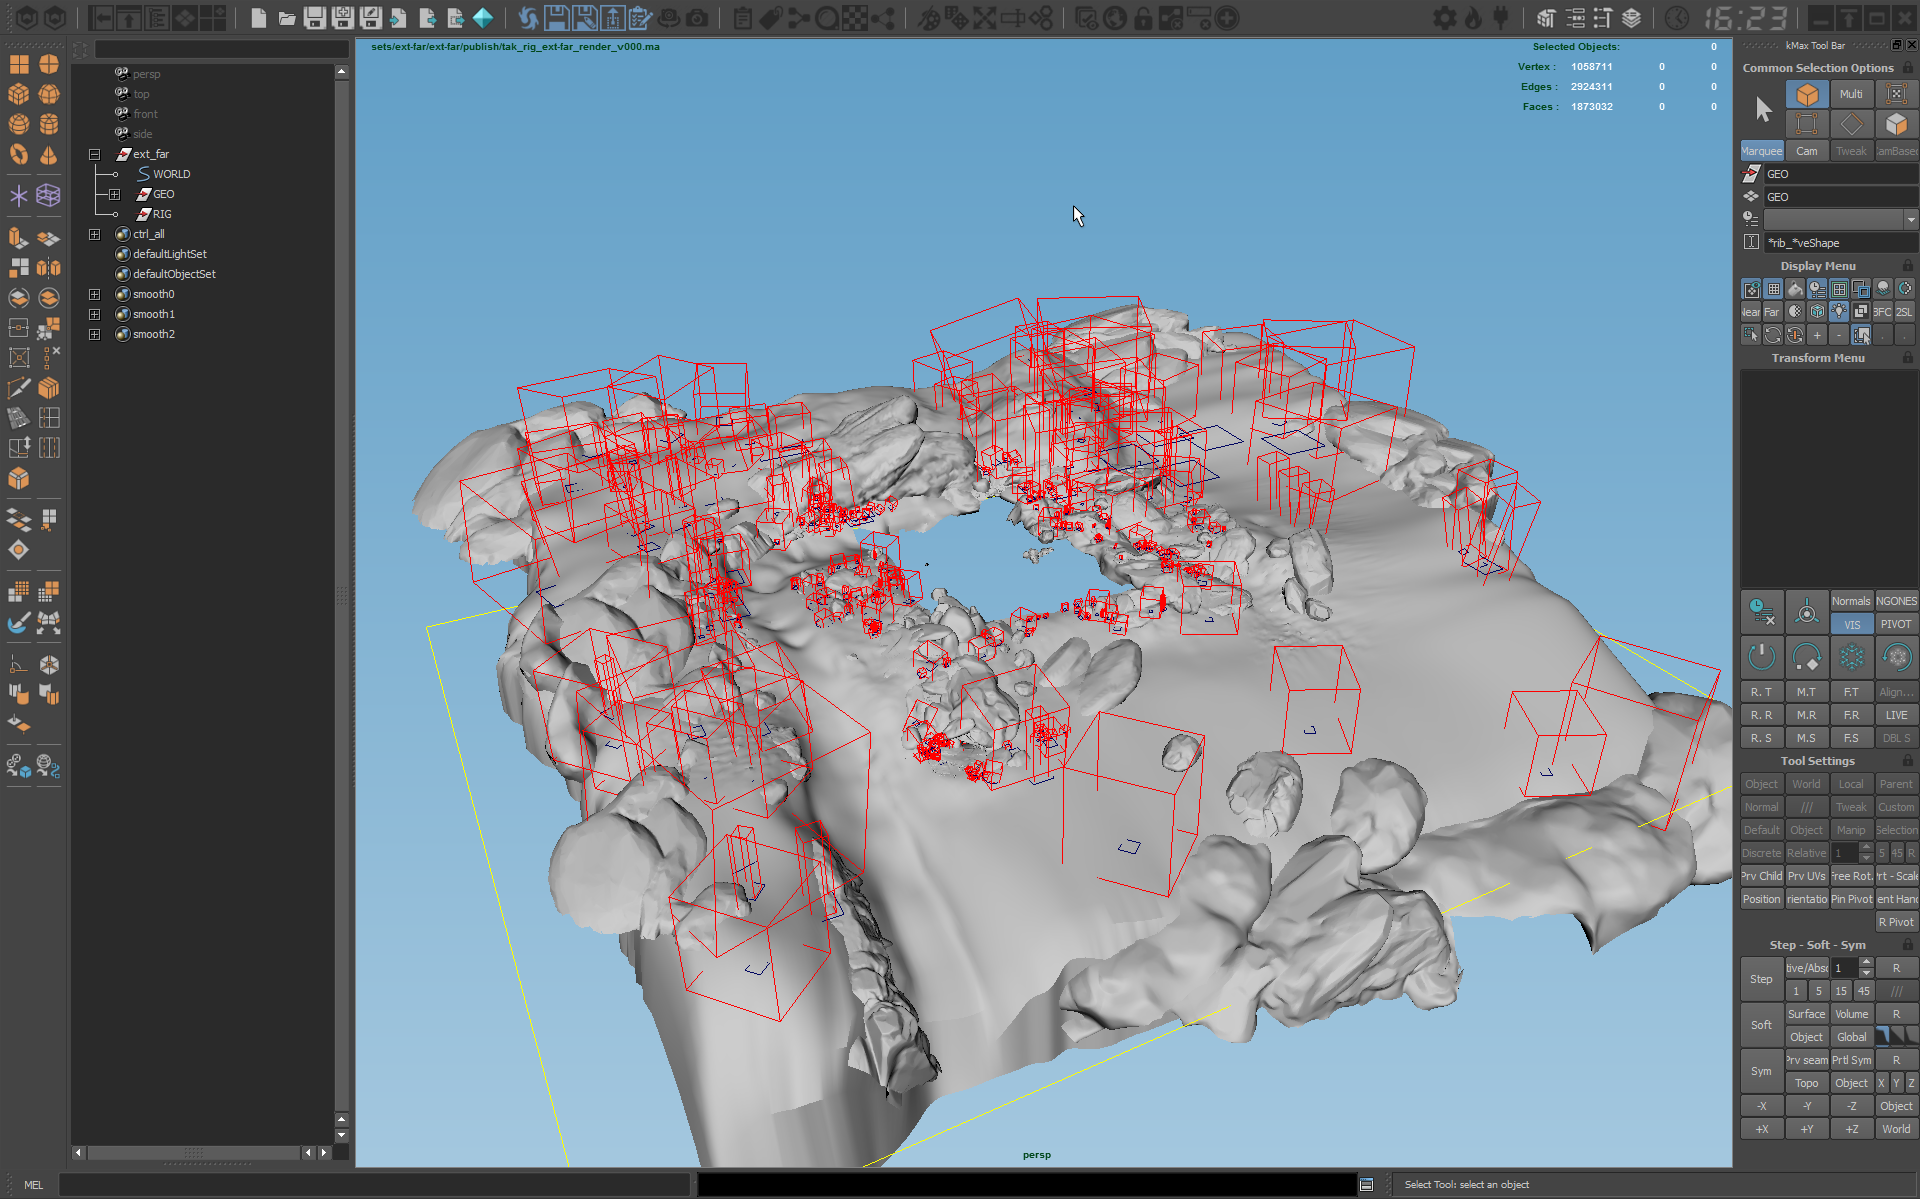 16:23
sets/ext-far/ext-far/publish/tak_rig_ext-far_render_v000.ma
Selected Objects: 0
Vertex : 1058711 0 0
Edges : 2924311 0 0
Faces : 1873032 0 0
persp
top
front
side
ext_far
WORLD
GEO
RIG
ctrl_all
defaultLightSet
defaultObjectSet
smooth0
smooth1
smooth2
persp
kMax Tool Bar
Common Selection Options
Multi
Marquee Cam Tweak amBased
GEO
GEO
*rib_*veShape
Display Menu
Near Far BFC 2SL
+ -
Transform Menu
Normals NGONES
VIS PIVOT
R. T M.T F.T Align...
R. R M.R F.R LIVE
R. S M.S F.S DBL S
Tool Settings
Object World Local Parent
Normal /// Tweak Custom
Default Object Manip Selection
Discrete Relative 1 5 45 R
Prv Child Prv UVs Free Rot. rt - Scale
Position rientatio Pin Pivot ent Hand
R Pivot
Step - Soft - Sym
Step tive/Abso 1 R
1 5 15 45 ///
Soft Surface Volume R
Object Global
Sym Prv seam Prtl Sym R
Topo Object X Y Z
-X -Y -Z Object
+X +Y +Z World
MEL
Select Tool: select an object